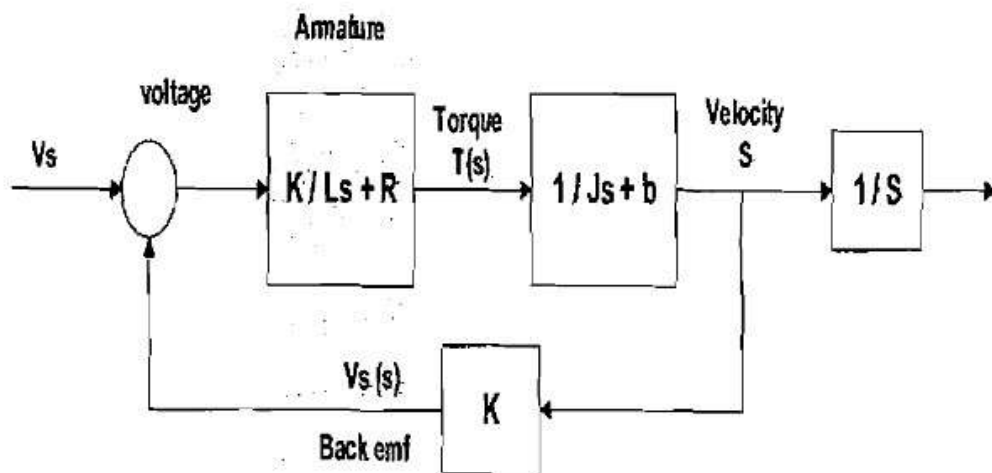 Armature
voltage
Vs
K / Ls + R
Torque
T(s)
1 / Js + b
Velocity
S
1 / S
Vs (s)
K
Back emf